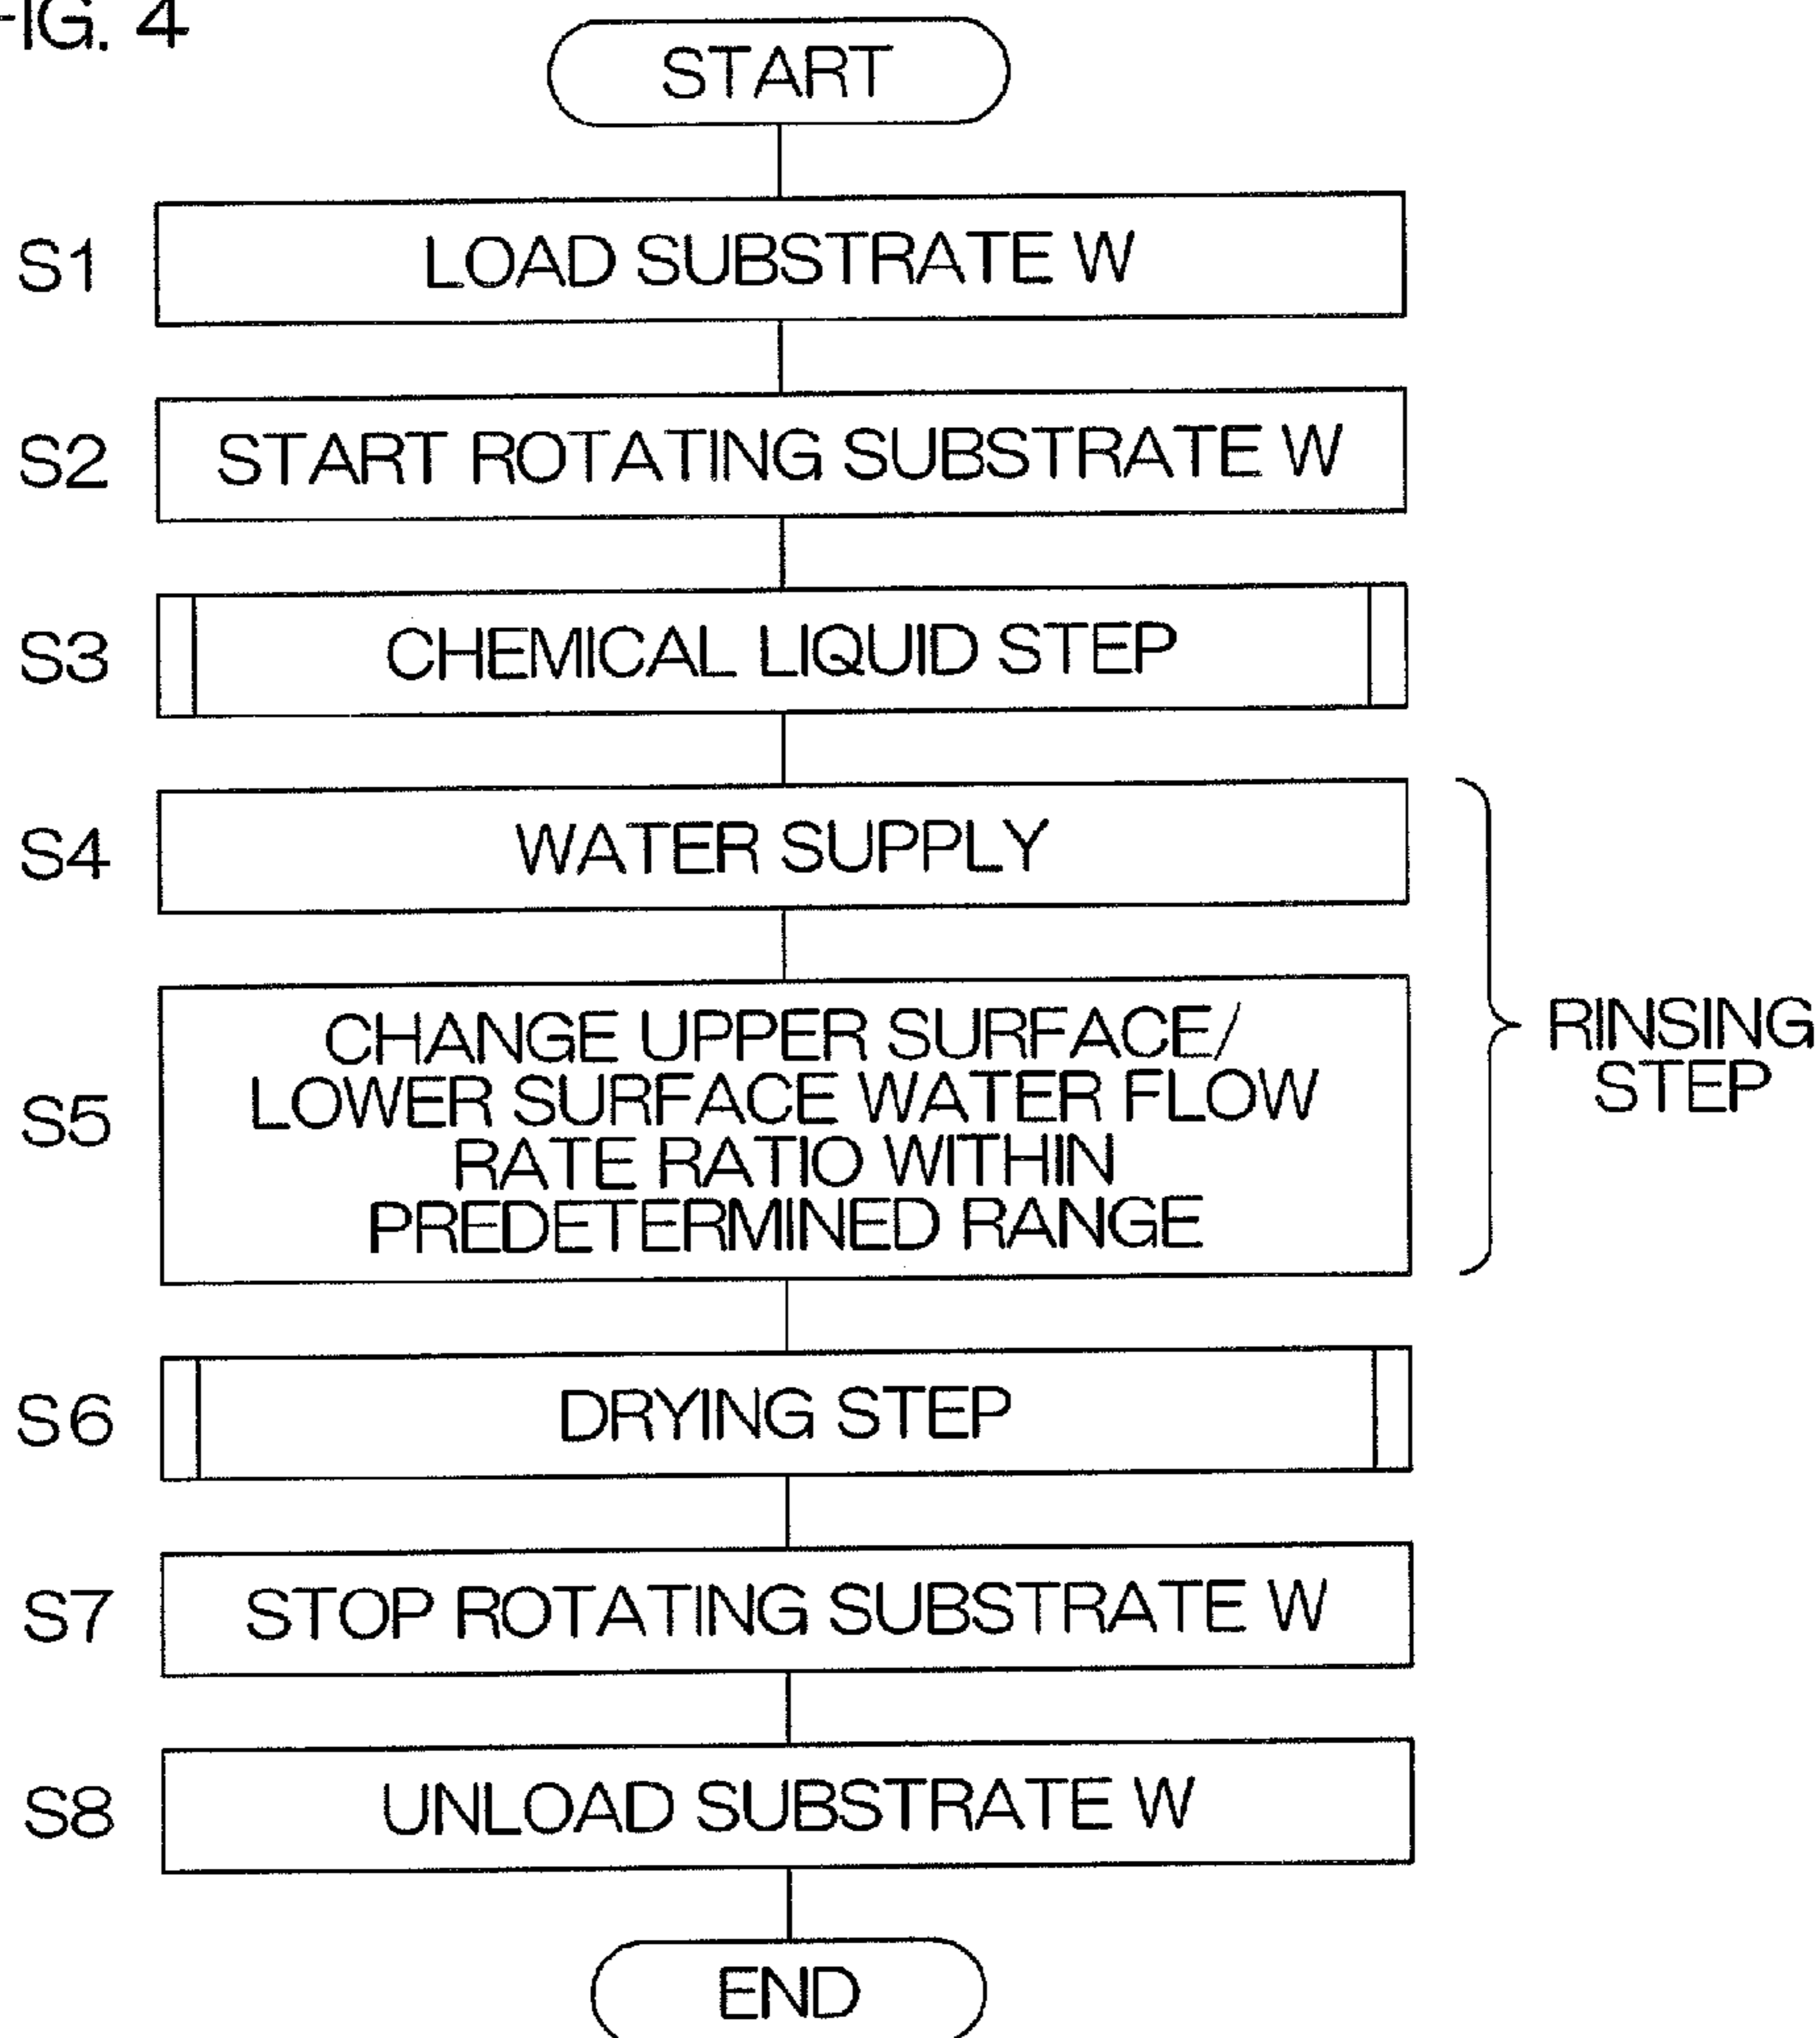 FIG. 4
START
S1
LOAD SUBSTRATE W
S2
START ROTATING SUBSTRATE W
S3
CHEMICAL LIQUID STEP
S4
WATER SUPPLY
S5
CHANGE UPPER SURFACE/
LOWER SURFACE WATER FLOW
RATE RATIO WITHIN
PREDETERMINED RANGE
RINSING
STEP
S6
DRYING STEP
S7
STOP ROTATING SUBSTRATE W
S8
UNLOAD SUBSTRATE W
END